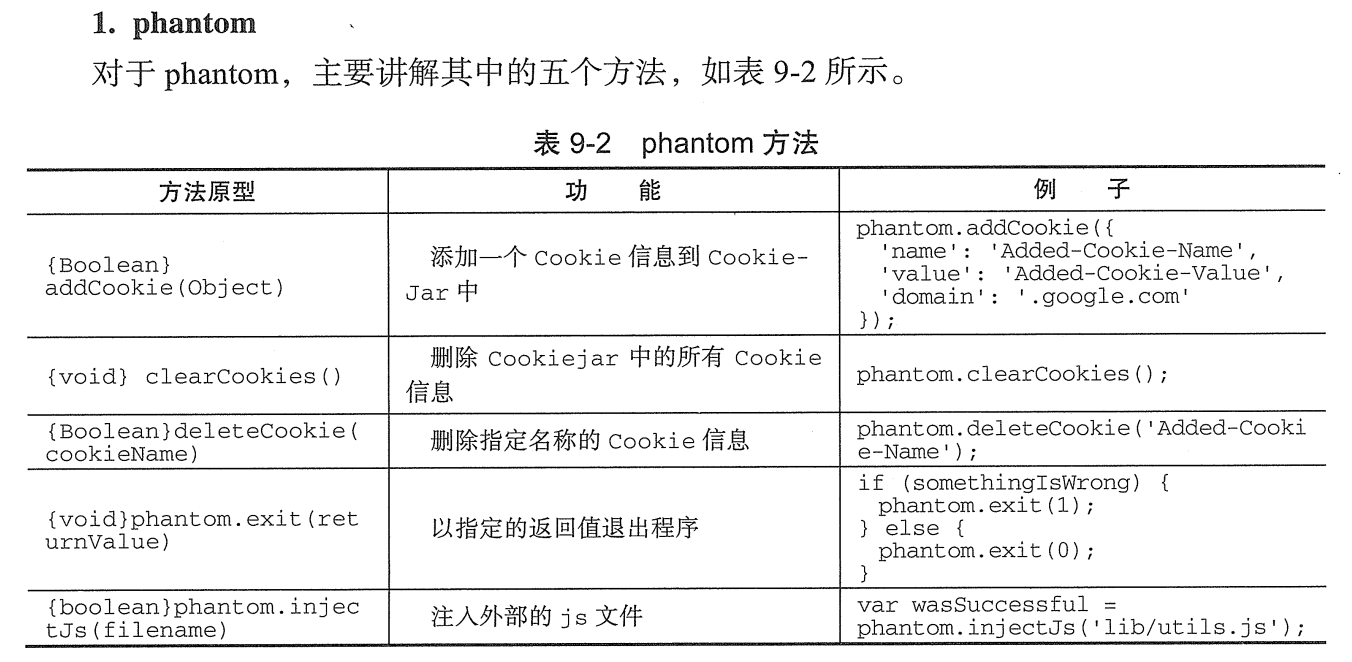 1. phantom
对于 phantom，主要讲解其中的五个方法，如表 9-2 所示。
表 9-2 phantom 方法
方法原型 功 能 例 子
{Boolean}
addCookie(Object)
添加一个 Cookie 信息到 Cookie-
Jar 中
phantom.addCookie({
'name': 'Added-Cookie-Name',
'value': 'Added-Cookie-Value',
'domain': '.google.com'
});
{void} clearCookies()
删除 Cookiejar 中的所有 Cookie
信息
phantom.clearCookies();
{Boolean}deleteCookie(
cookieName)
删除指定名称的 Cookie 信息
phantom.deleteCookie('Added-Cooki
e-Name');
{void}phantom.exit(ret
urnValue)
以指定的返回值退出程序
if (somethingIsWrong) {
phantom.exit(1);
} else {
phantom.exit(0);
}
{boolean}phantom.injec
tJs(filename)
注入外部的 js 文件
var wasSuccessful =
phantom.injectJs('lib/utils.js');